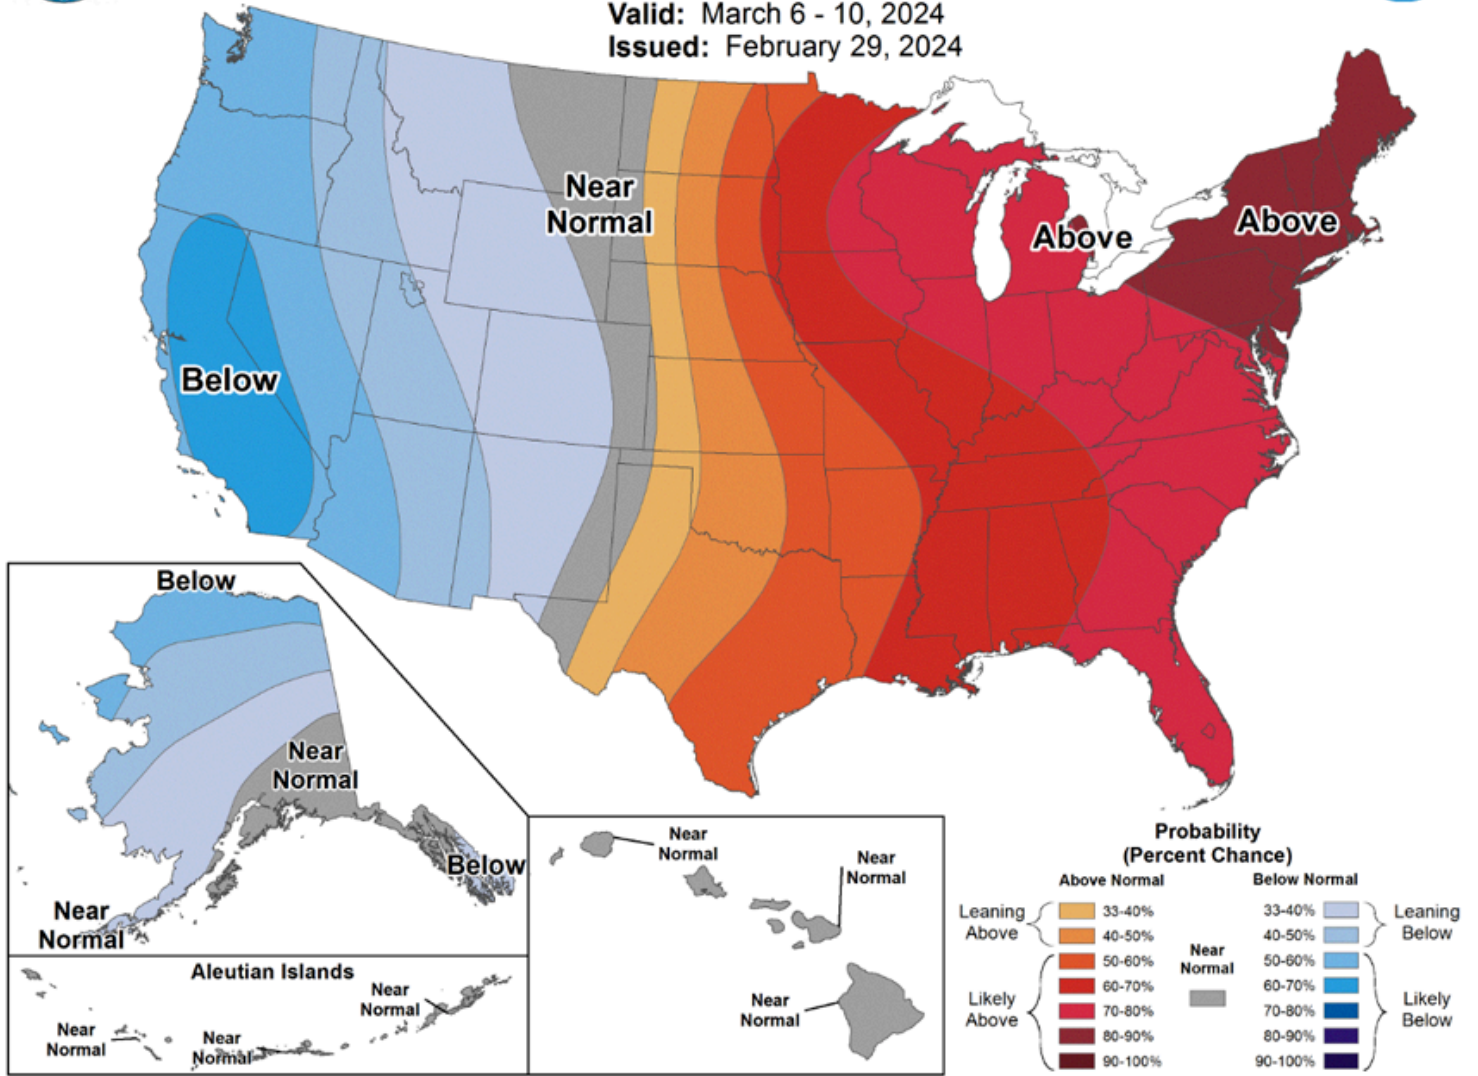 Valid: March 6 - 10, 2024
Issued: February 29, 2024
Near
Normal
Above
Above
Below
Below
Near
Normal
Below
Near
Normal
Aleutian Islands
Near
Normal
Near
Normal
Near
Normal
Near
Normal
Near
Normal
Near
Normal
Probability
(Percent Chance)
Above Normal
Below Normal
Leaning
Above
33-40%
40-50%
Likely
Above
50-60%
60-70%
70-80%
80-90%
90-100%
Near
Normal
33-40%
40-50%
Leaning
Below
50-60%
60-70%
70-80%
80-90%
90-100%
Likely
Below